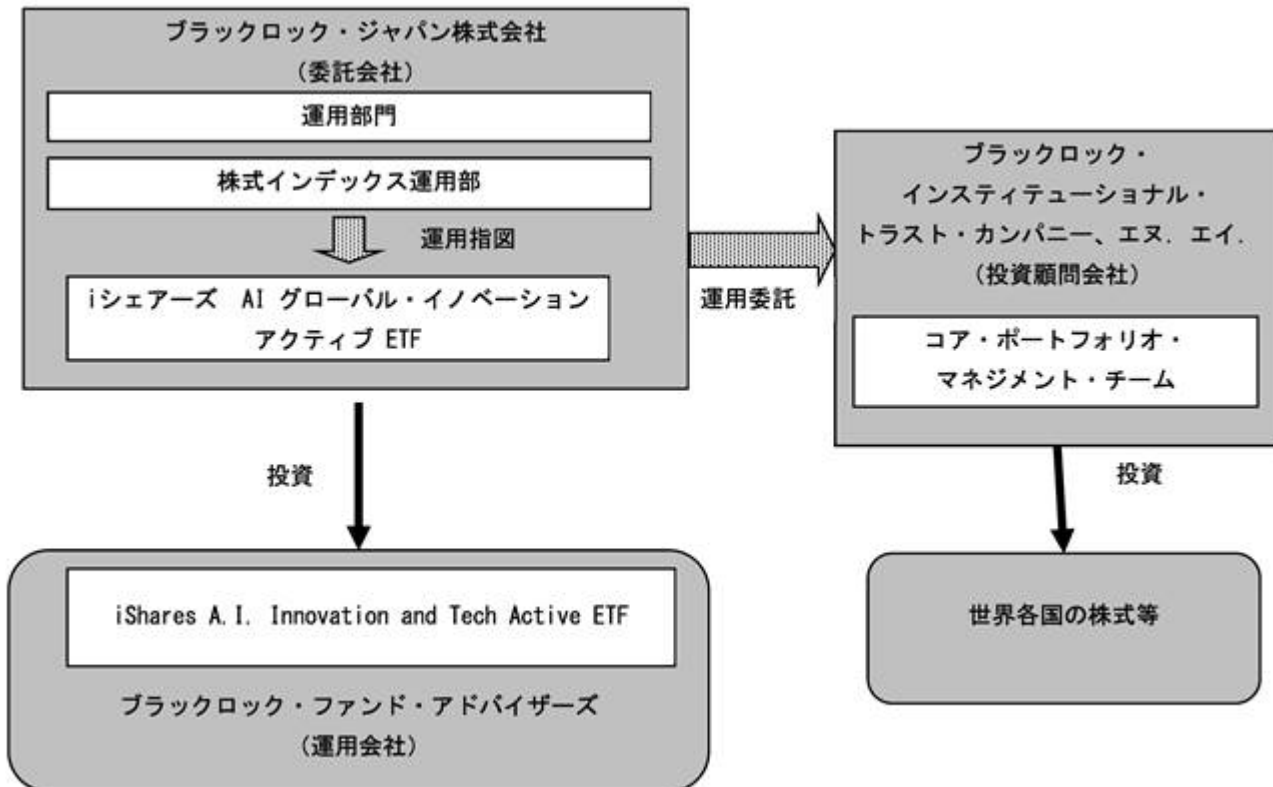 ブラックロック・ジャパン株式会社
(委託会社)
運用部門
株式インデックス運用部
運用指図
iシェアーズ AI グローバル・イノベーション
アクティブ ETF
運用委託
ブラックロック・
インスティテューショナル・
トラスト・カンパニー、エヌ．エイ．
(投資顧問会社)
コア・ポートフォリオ・
マネジメント・チーム
投資
投資
iShares A.I. Innovation and Tech Active ETF
ブラックロック・ファンド・アドバイザーズ
(運用会社)
世界各国の株式等